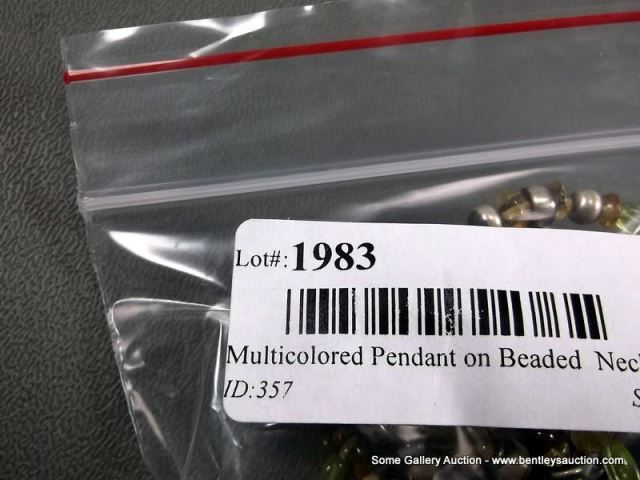 Lot#: 1983
Multicolored Pendant on Beaded
ID:357
Some Gallery Auction - www.bentleysauction.com